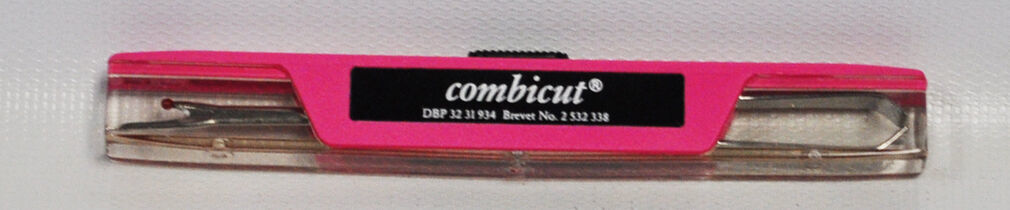 combicut®
DBP 32 31 934 Brevet No. 2 532 338